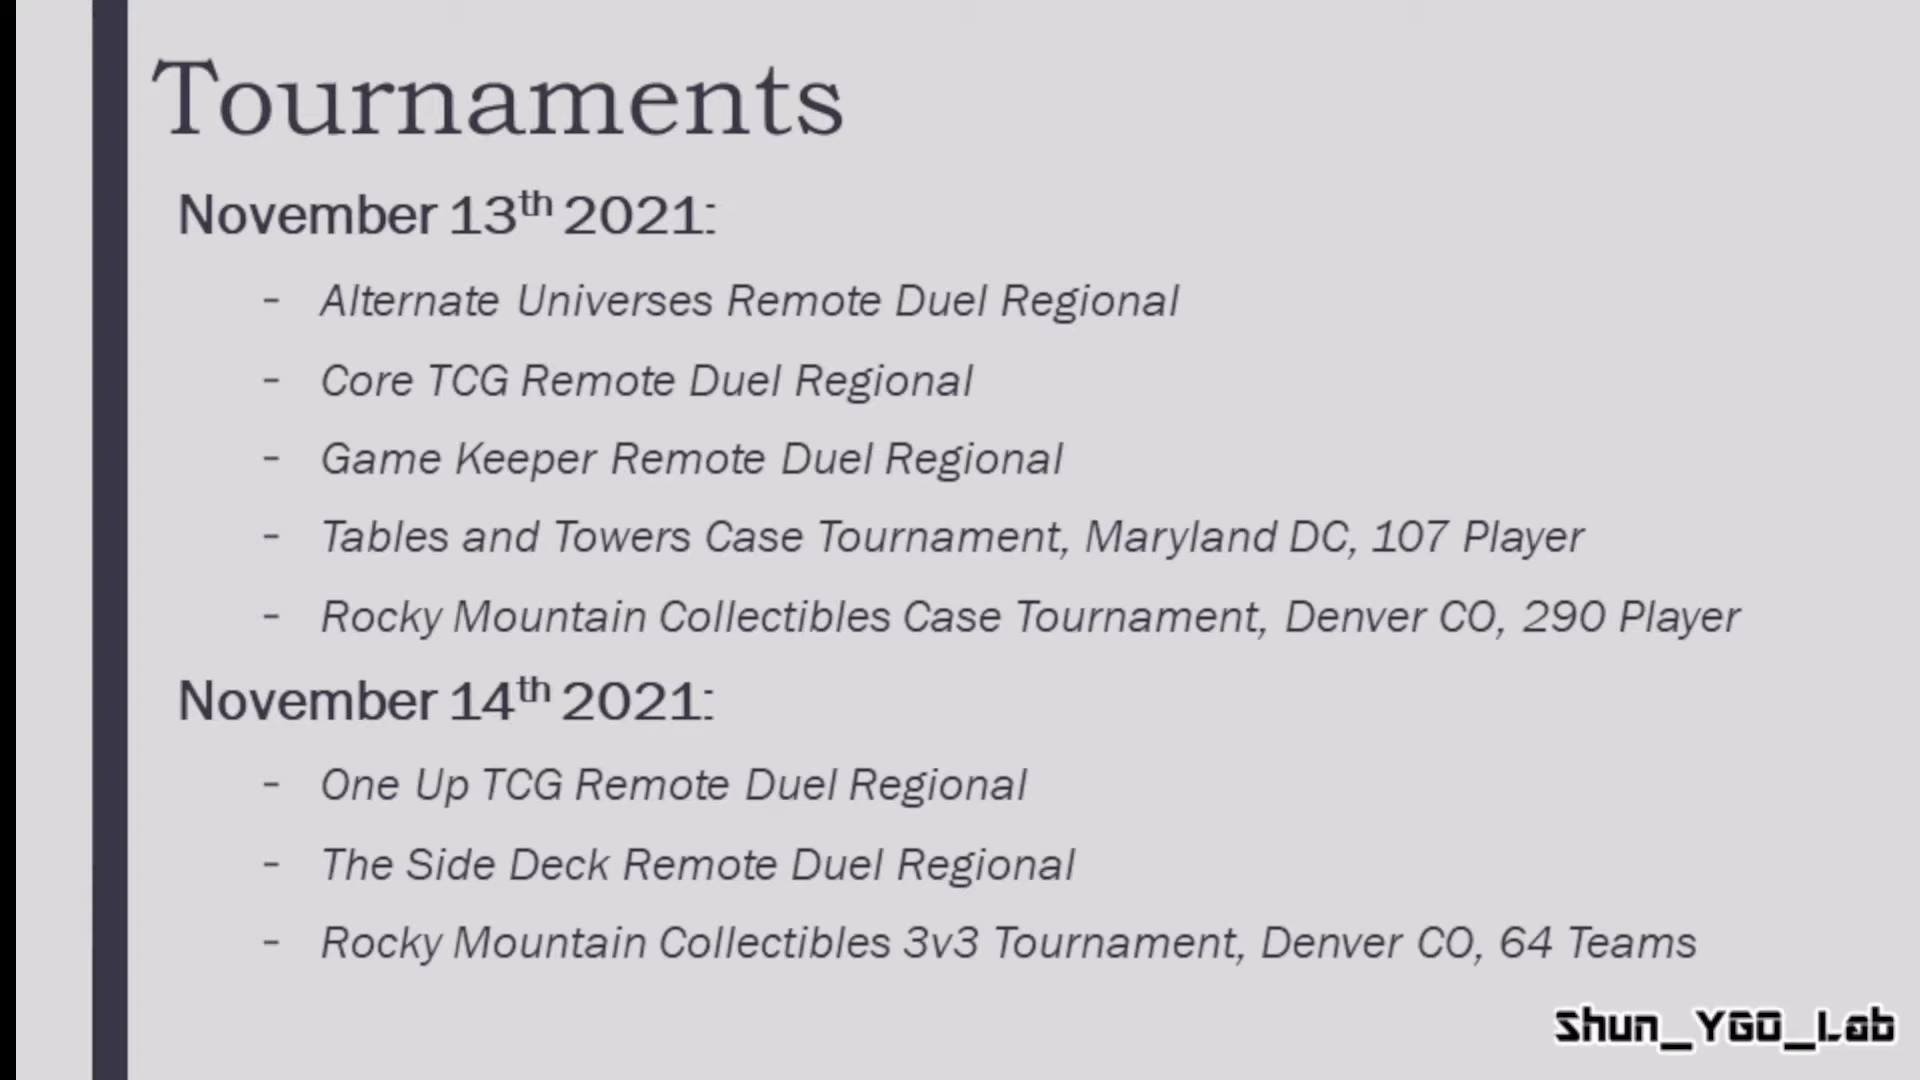 Tournaments
November 13th 2021:
- Alternate Universes Remote Duel Regional
- Core TCG Remote Duel Regional
- Game Keeper Remote Duel Regional
- Tables and Towers Case Tournament, Maryland DC, 107 Player
- Rocky Mountain Collectibles Case Tournament, Denver CO, 290 Player
November 14th 2021:
- One Up TCG Remote Duel Regional
- The Side Deck Remote Duel Regional
- Rocky Mountain Collectibles 3v3 Tournament, Denver CO, 64 Teams
Shun_YGO_Lab